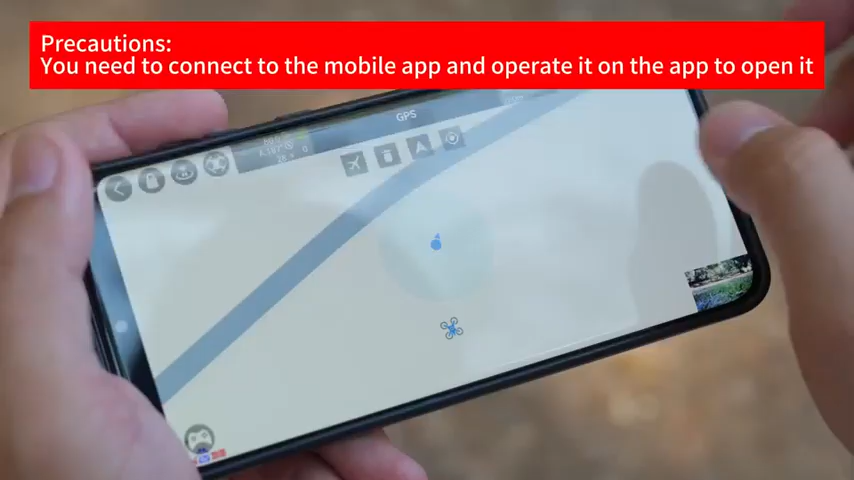 Precautions:
You need to connect to the mobile app and operate it on the app to open it
GPS